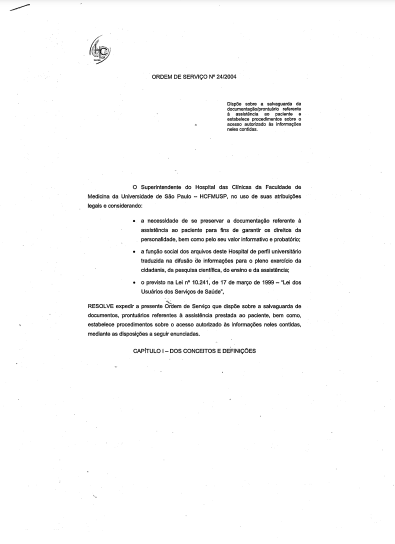 HC
ORDEM DE SERVIÇO Nº 24/2004
Dispõe sobre a salvaguarda da
documentação/prontuário referente
à assistência ao paciente e
estabelece procedimentos sobre o
acesso autorizado às informações
neles contidas.
O Superintendente do Hospital das Clínicas da Faculdade de
Medicina da Universidade de São Paulo – HCFMUSP, no uso de suas atribuições
legais e considerando:
• a necessidade de se preservar a documentação referente à
assistência ao paciente para fins de garantir os direitos da
personalidade, bem como pelo seu valor informativo e probatório;
• a função social dos arquivos deste Hospital de perfil universitário
traduzida na difusão de informações para o pleno exercício da
cidadania, da pesquisa científica, do ensino e da assistência;
• o previsto na Lei nº 10.241, de 17 de março de 1999 – "Lei dos
Usuários dos Serviços de Saúde",
RESOLVE expedir a presente Ordem de Serviço que dispõe sobre a salvaguarda de
documentos, prontuários referentes à assistência prestada ao paciente, bem como,
estabelece procedimentos sobre o acesso autorizado às informações neles contidas,
mediante as disposições a seguir enunciadas.
CAPÍTULO I – DOS CONCEITOS E DEFINIÇÕES